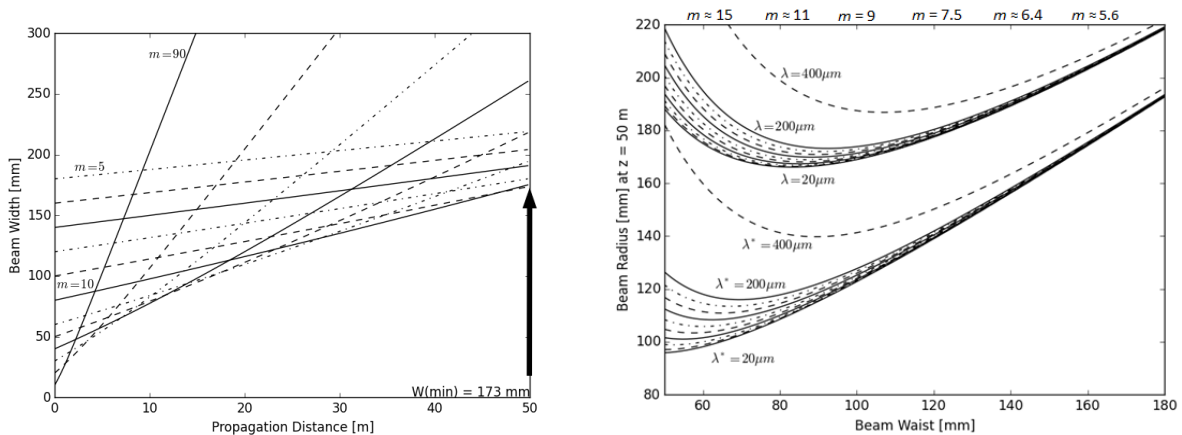 300
250
200
150
100
50
0
0
10
20
30
40
50
Beam Width [mm]
Propagation Distance [m]
m=90
m=5
m=10
W(min) = 173 mm
m ≈ 15
m ≈ 11
m = 9
m ≈ 7.5
m ≈ 6.4
m ≈ 5.6
220
200
180
160
140
120
100
80
60
80
100
120
140
160
180
Beam Radius [mm] at z = 50 m
Beam Waist [mm]
λ=400μm
λ=200μm
λ=20μm
λ*=400μm
λ*=200μm
λ*=20μm